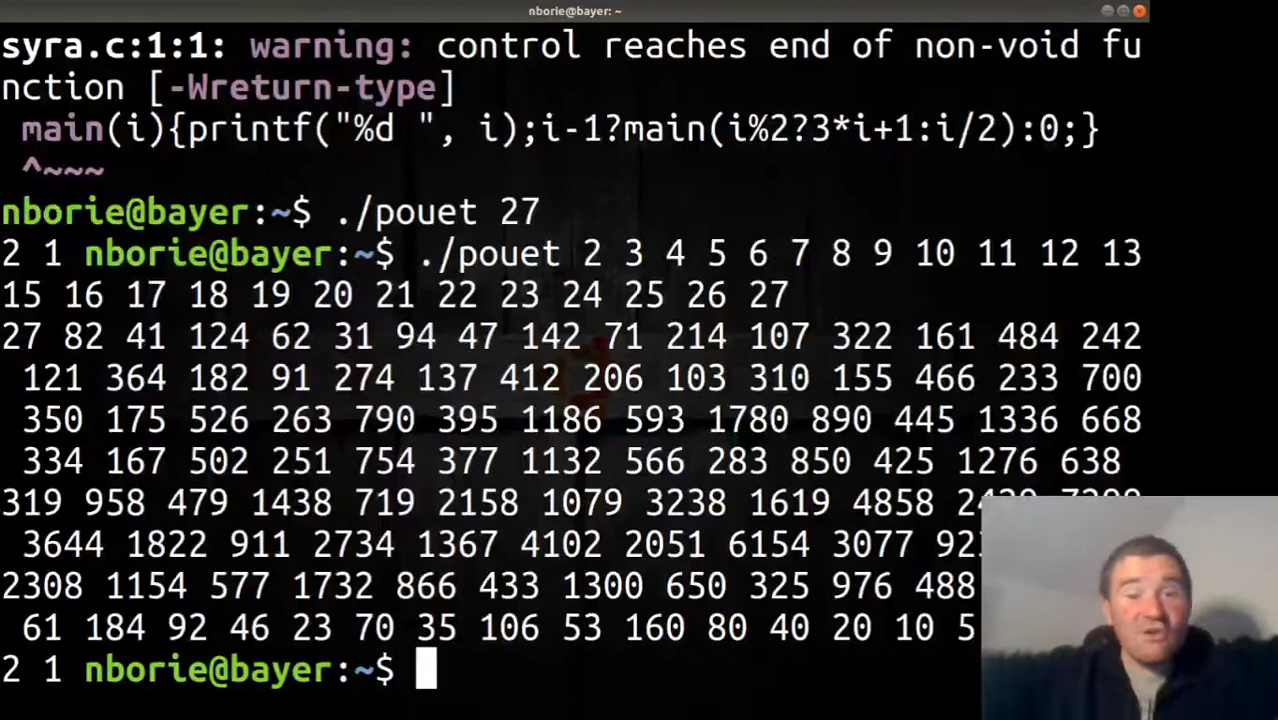 nborie@bayer: ~
syra.c:1:1: warning: control reaches end of non-void fu
nction [-Wreturn-type]
main(i){printf("%d ", i);i-1?main(i%2?3*i+1:i/2):0;}
^~~~~
nborie@bayer:~$ ./pouet 27
2 1 nborie@bayer:~$ ./pouet 2 3 4 5 6 7 8 9 10 11 12 13
15 16 17 18 19 20 21 22 23 24 25 26 27
27 82 41 124 62 31 94 47 142 71 214 107 322 161 484 242
121 364 182 91 274 137 412 206 103 310 155 466 233 700
350 175 526 263 790 395 1186 593 1780 890 445 1336 668
334 167 502 251 754 377 1132 566 283 850 425 1276 638
319 958 479 1438 719 2158 1079 3238 1619 4858
3644 1822 911 2734 1367 4102 2051 6154 3077
2308 1154 577 1732 866 433 1300 650 325 976 488
61 184 92 46 23 70 35 106 53 160 80 40 20 10 5
2 1 nborie@bayer:~$